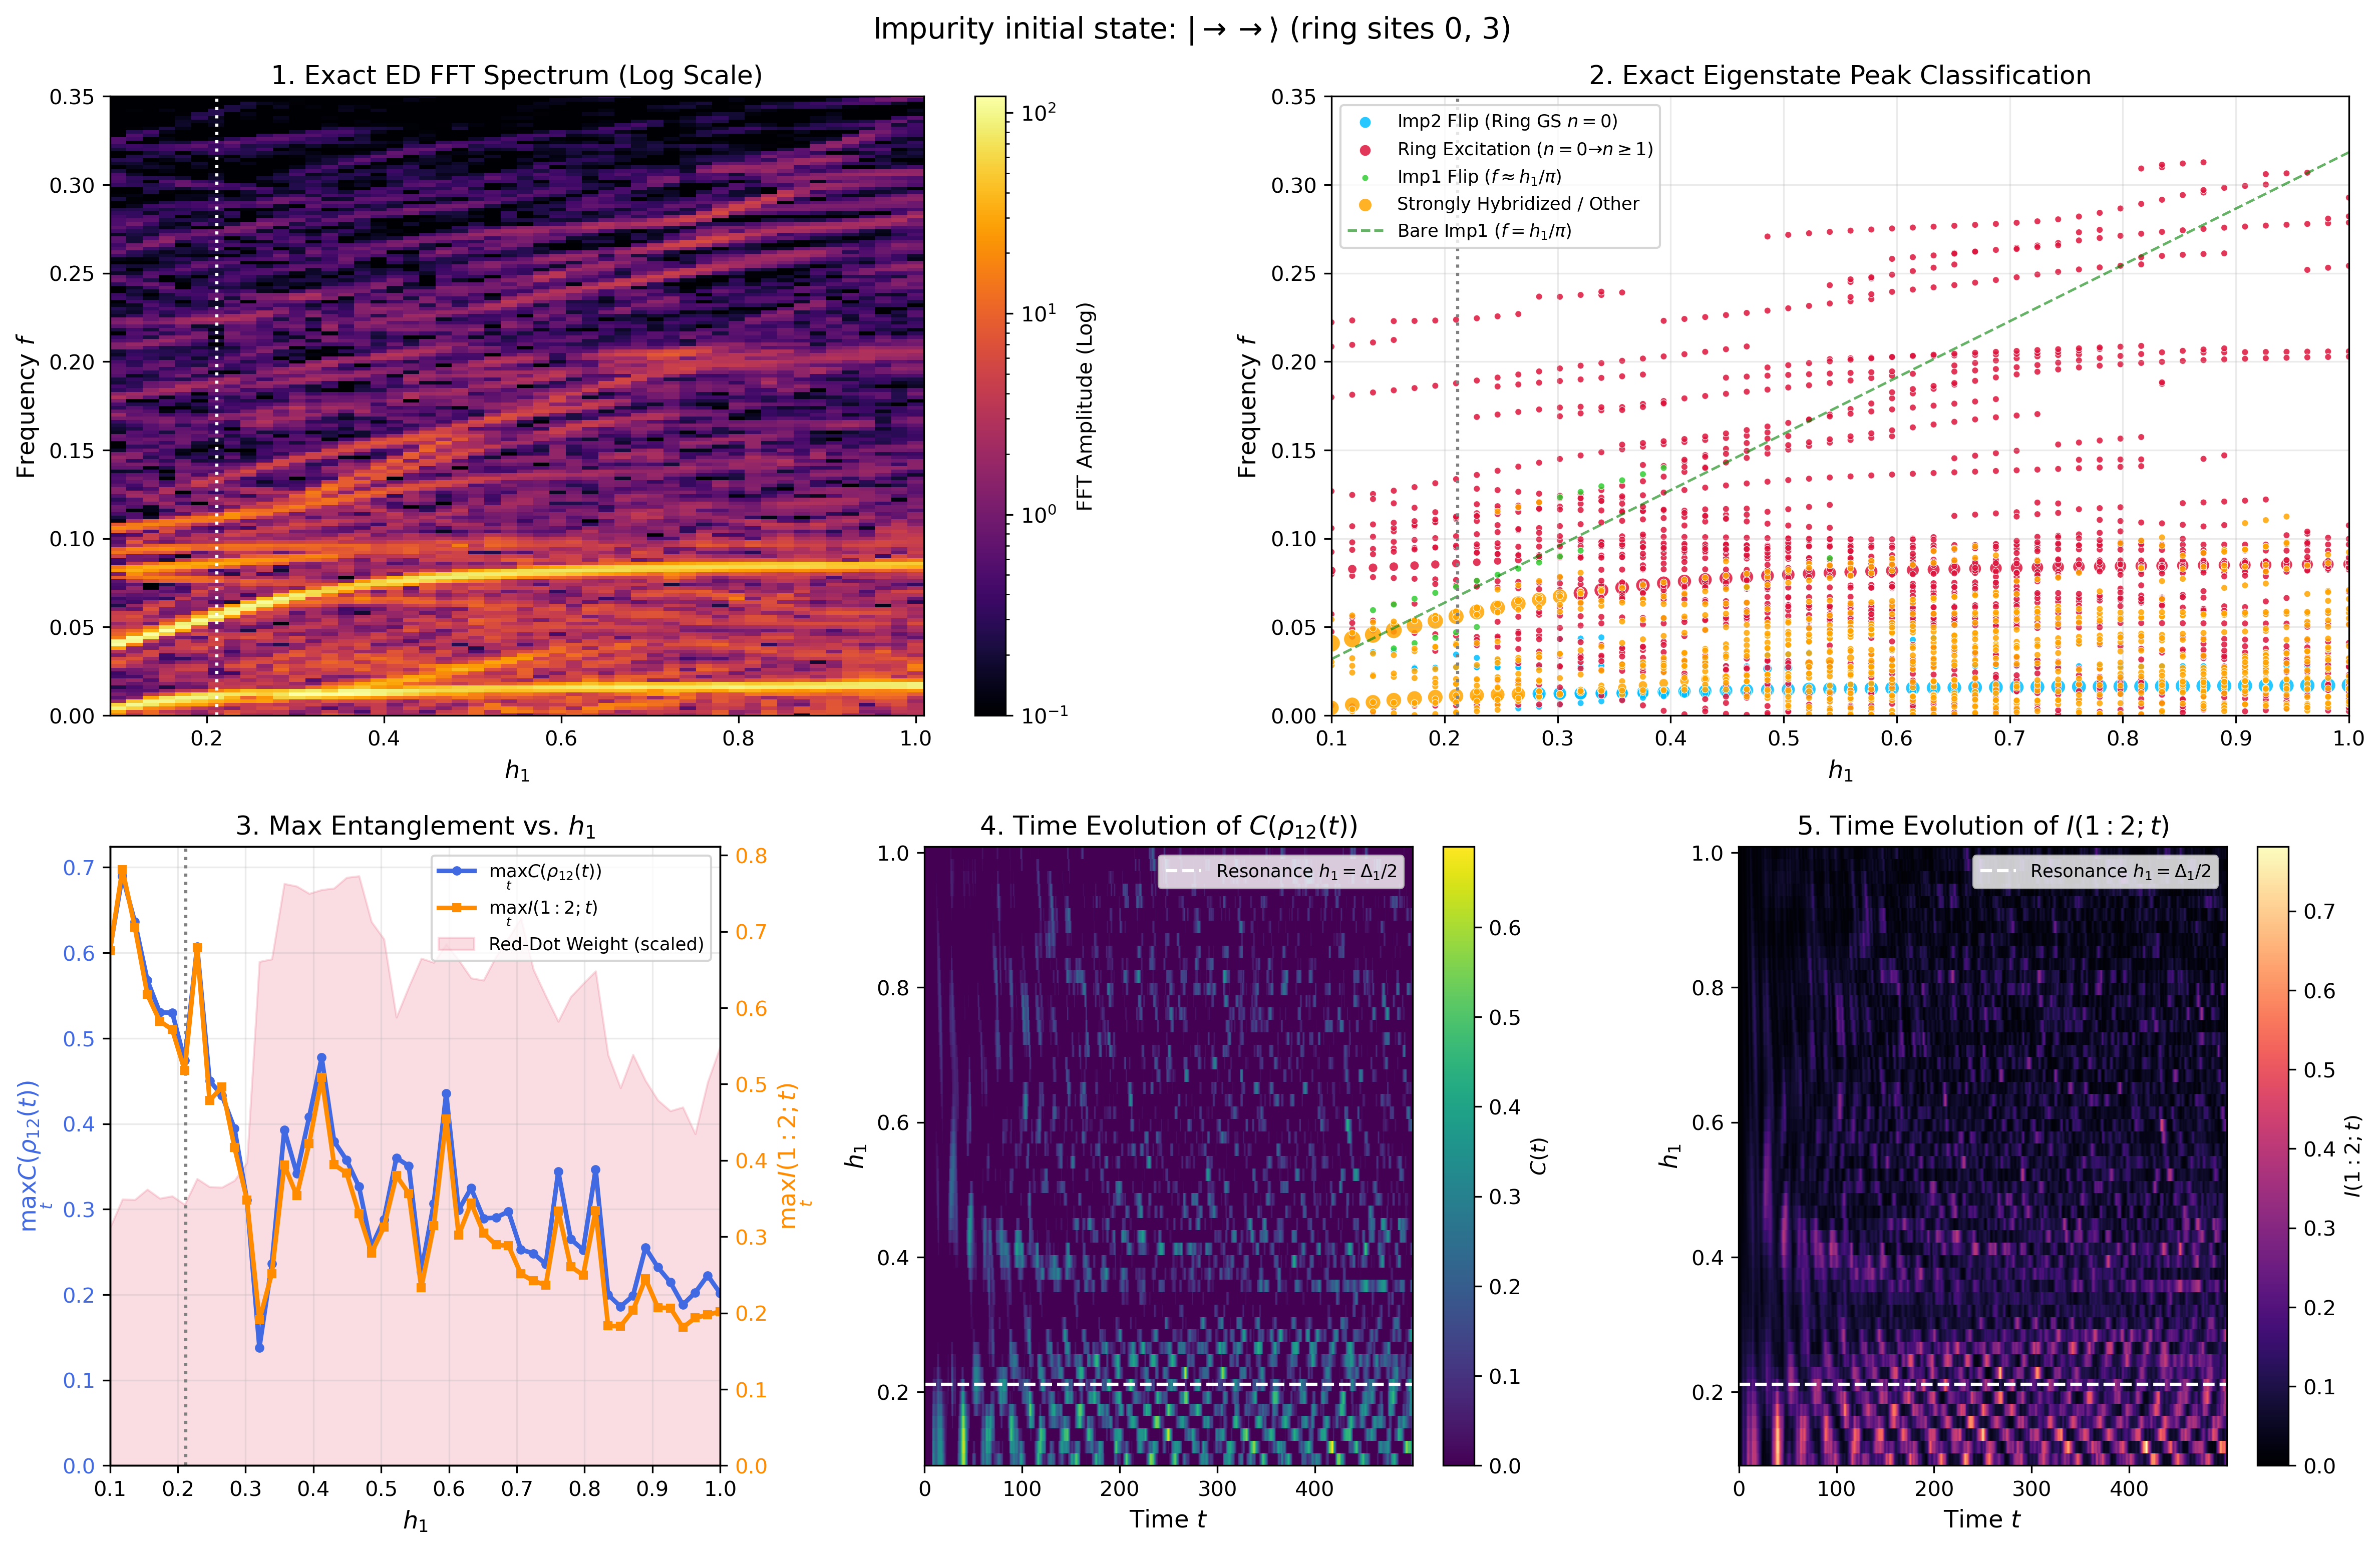 Impurity initial state: |→→⟩ (ring sites 0, 3)
1. Exact ED FFT Spectrum (Log Scale)
Frequency f
0.35
0.30
0.25
0.20
0.15
0.10
0.05
0.00
0.2
0.4
0.6
0.8
1.0
h₁
10²
10¹
10⁰
10⁻¹
FFT Amplitude (Log)
2. Exact Eigenstate Peak Classification
Frequency f
0.35
0.30
0.25
0.20
0.15
0.10
0.05
0.00
Imp2 Flip (Ring GS n = 0)
Ring Excitation (n = 0→n ≥ 1)
Imp1 Flip (f ≈ h₁/π)
Strongly Hybridized / Other
Bare Imp1 (f = h₁/π)
0.1
0.2
0.3
0.4
0.5
0.6
0.7
0.8
0.9
1.0
h₁
3. Max Entanglement vs. h₁
max C(ρ₁₂(t))
t
0.7
0.6
0.5
0.4
0.3
0.2
0.1
0.0
max C(ρ₁₂(t))
t
max I(1 : 2; t)
t
Red-Dot Weight (scaled)
0.8
0.7
0.6
0.5
0.4
0.3
0.2
0.1
0.0
max I(1 : 2; t)
t
0.1
0.2
0.3
0.4
0.5
0.6
0.7
0.8
0.9
1.0
h₁
4. Time Evolution of C(ρ₁₂(t))
h₁
1.0
0.8
0.6
0.4
0.2
Resonance h₁ = Δ₁/2
0
100
200
300
400
Time t
0.6
0.5
0.4
0.3
0.2
0.1
0.0
C(t)
5. Time Evolution of I(1 : 2; t)
h₁
1.0
0.8
0.6
0.4
0.2
Resonance h₁ = Δ₁/2
0
100
200
300
400
Time t
0.7
0.6
0.5
0.4
0.3
0.2
0.1
0.0
I(1 : 2; t)